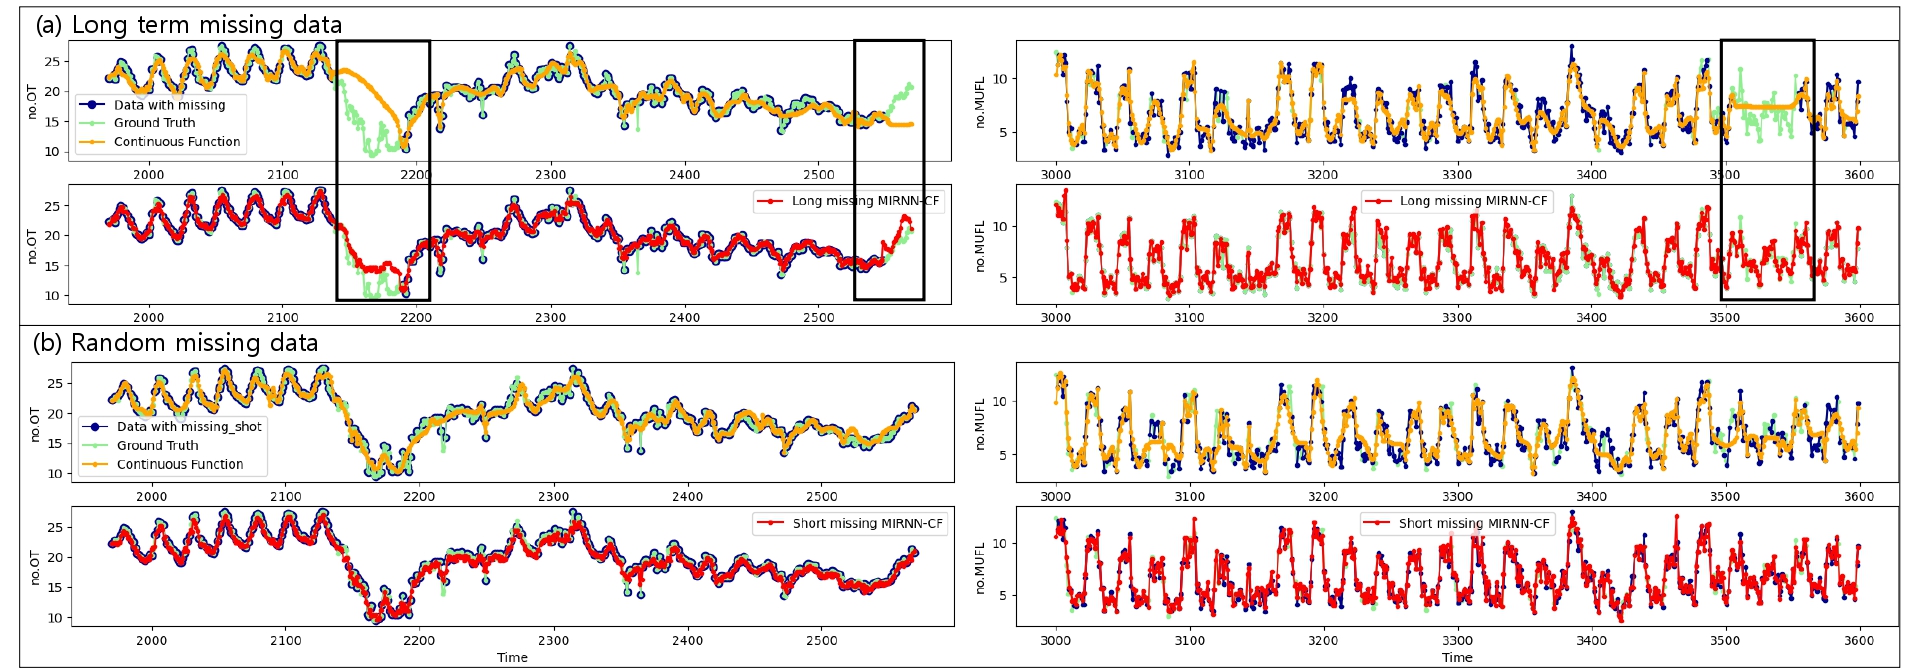 (a) Long term missing data
no.OT
25
20
15
10
Data with missing
Ground Truth
Continuous Function
2000 2100 2200 2300 2400 2500
no.MUFL
10
5
3000 3100 3200 3300 3400 3500 3600
no.OT
25
20
15
10
Long missing MIRNN-CF
2000 2100 2200 2300 2400 2500
no.MUFL
10
5
Long missing MIRNN-CF
3000 3100 3200 3300 3400 3500 3600
(b) Random missing data
no.OT
25
20
15
10
Data with missing_shot
Ground Truth
Continuous Function
2000 2100 2200 2300 2400 2500
no.MUFL
10
5
3000 3100 3200 3300 3400 3500 3600
no.OT
25
20
15
10
Short missing MIRNN-CF
2000 2100 2200 2300 2400 2500
Time
no.MUFL
10
5
Short missing MIRNN-CF
3000 3100 3200 3300 3400 3500 3600
Time